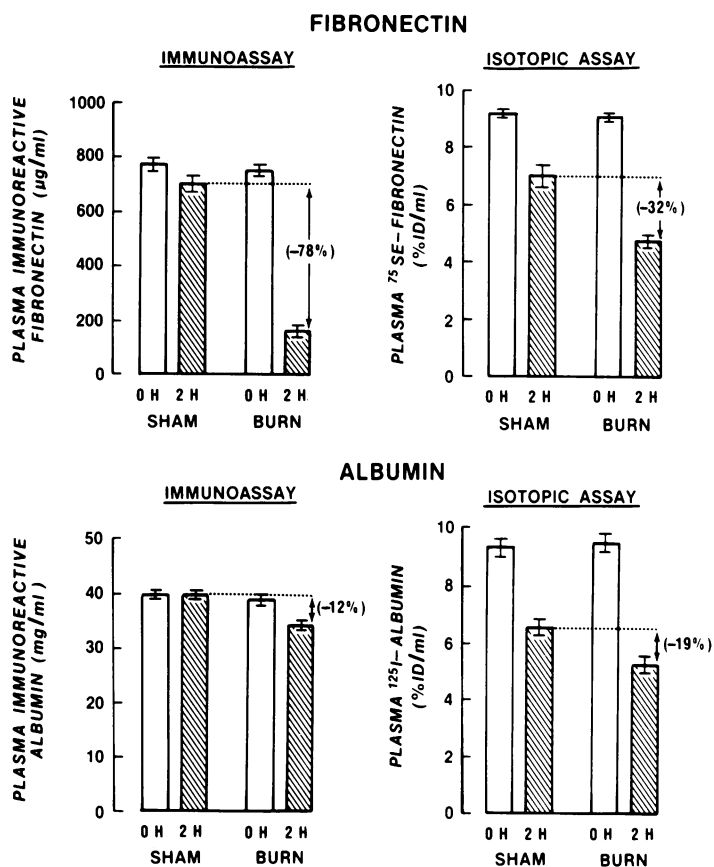 FIBRONECTIN
IMMUNOASSAY
PLASMA IMMUNOREACTIVE
FIBRONECTIN (µg/ml)
1000
800
600
400
200
0
(−78%)
0 H 2 H 0 H 2 H
SHAM BURN
ISOTOPIC ASSAY
PLASMA ⁷⁵SE−FIBRONECTIN
(%ID/ml)
10
8
6
4
2
0
(−32%)
0 H 2 H 0 H 2 H
SHAM BURN
ALBUMIN
IMMUNOASSAY
PLASMA IMMUNOREACTIVE
ALBUMIN (mg/ml)
50
40
30
20
10
0
(−12%)
0 H 2 H 0 H 2 H
SHAM BURN
ISOTOPIC ASSAY
PLASMA ¹²⁵I−ALBUMIN
(%ID/ml)
10
8
6
4
2
0
(−19%)
0 H 2 H 0 H 2 H
SHAM BURN